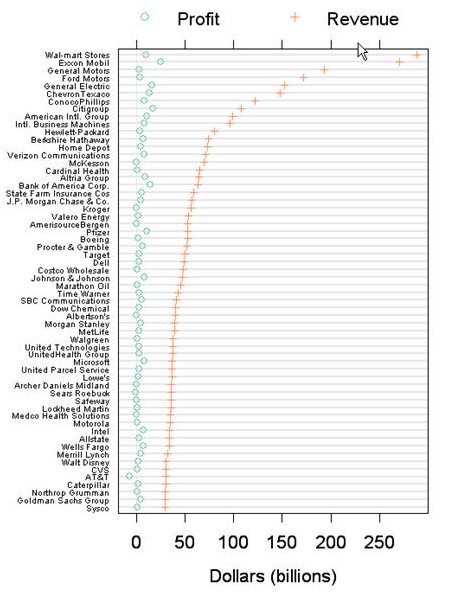 Profit Revenue
Wal-mart Stores
Exxon Mobil
General Motors
Ford Motors
General Electric
ChevronTexaco
ConocoPhillips
Citigroup
American Intl. Group
Intl. Business Machines
Hewlett-Packard
Berkshire Hathaway
Home Depot
Verizon Communications
McKesson
Cardinal Health
Altria Group
Bank of America Corp.
State Farm Insurance Cos
J.P. Morgan Chase & Co.
Kroger
Valero Energy
AmerisourceBergen
Pfizer
Boeing
Procter & Gamble
Target
Dell
Costco Wholesale
Johnson & Johnson
Marathon Oil
Time Warner
SBC Communications
Dow Chemical
Albertson's
Morgan Stanley
MetLife
Walgreen
United Technologies
UnitedHealth Group
Microsoft
United Parcel Service
Lowe's
Archer Daniels Midland
Sears Roebuck
Safeway
Lockheed Martin
Medco Health Solutions
Motorola
Intel
Allstate
Wells Fargo
Merrill Lynch
Walt Disney
CVS
AT&T
Caterpillar
Northrop Grumman
Goldman Sachs Group
Sysco
0 50 100 150 200 250
Dollars (billions)